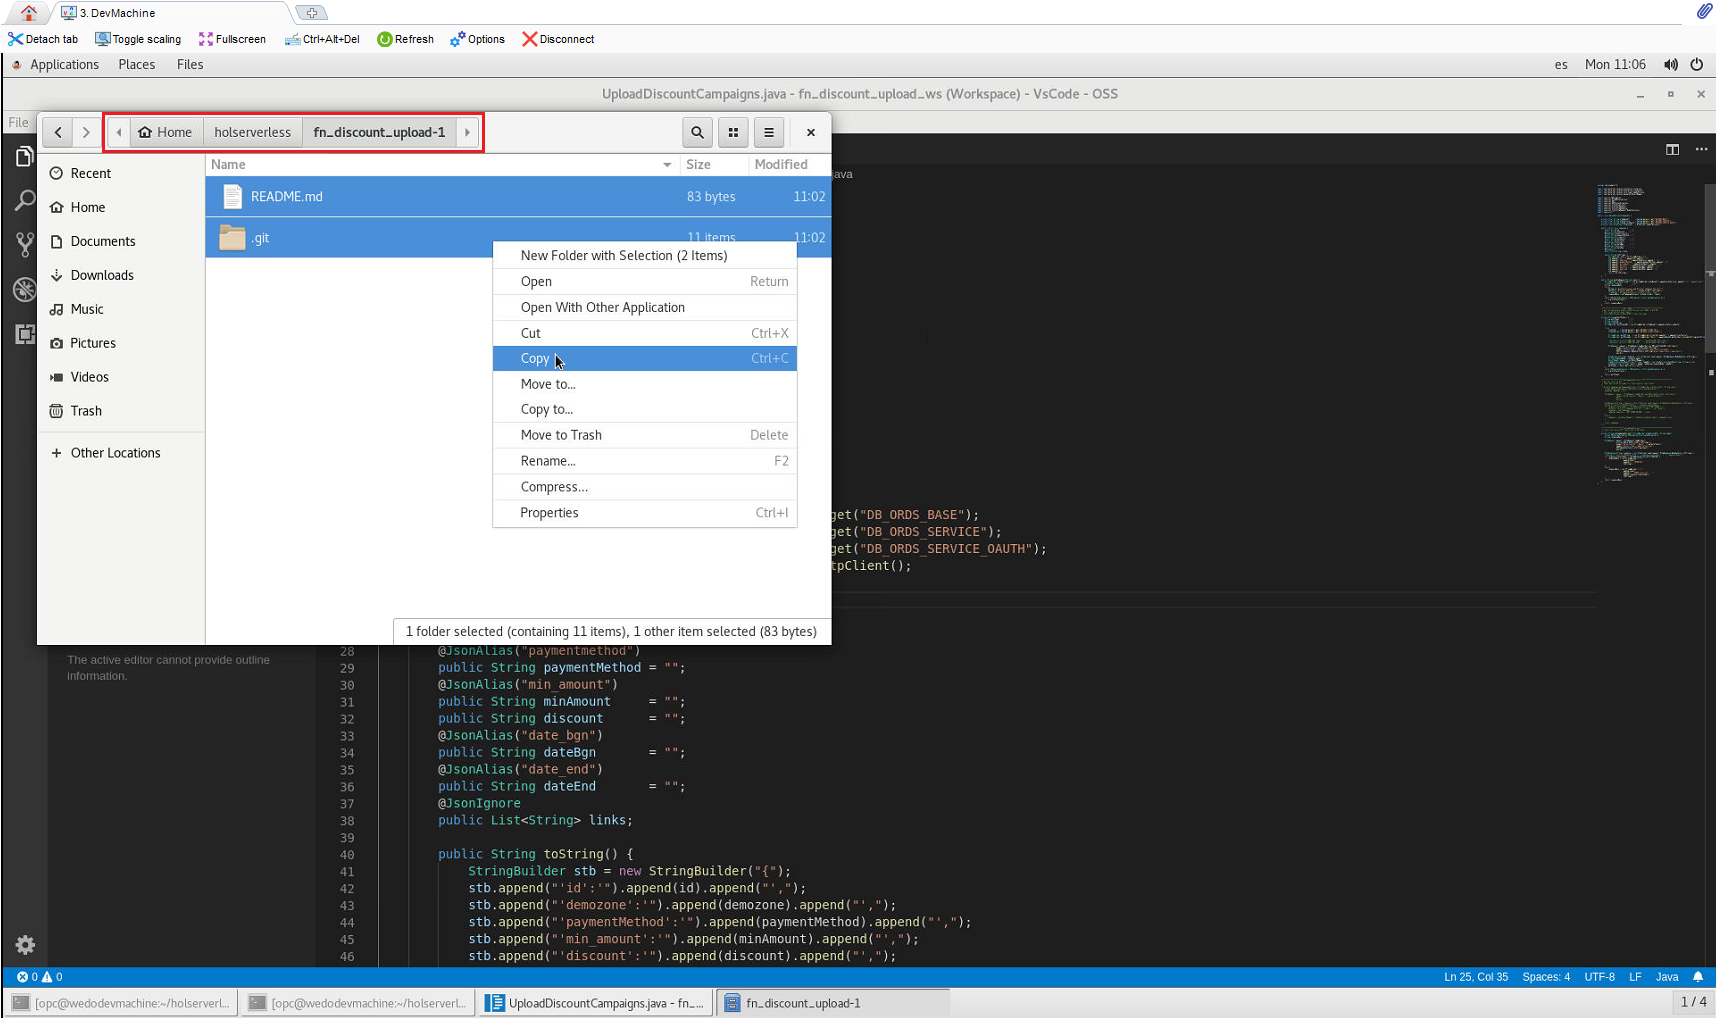 3. DevMachine
Detach tab Toggle scaling Fullscreen Ctrl+Alt+Del Refresh Options Disconnect
Applications Places Files es Mon 11:06
UploadDiscountCampaigns.java - fn_discount_upload_ws (Workspace) - VsCode - OSS
File
Home holserverless fn_discount_upload-1
Name Size Modified
java
Recent
README.md 83 bytes 11:02
Home
.git 11 items 11:02
Documents
Downloads
Music
Pictures
Videos
Trash
+ Other Locations
New Folder with Selection (2 Items)
Open Return
Open With Other Application
Cut Ctrl+X
Copy Ctrl+C
Move to...
Copy to...
Move to Trash Delete
Rename... F2
Compress...
Properties Ctrl+I
get("DB_ORDS_BASE");
get("DB_ORDS_SERVICE");
get("DB_ORDS_SERVICE_OAUTH");
tpClient();
1 folder selected (containing 11 items), 1 other item selected (83 bytes)
The active editor cannot provide outline
information.
28 @JsonAlias("paymentmethod")
29 public String paymentMethod = "";
30 @JsonAlias("min_amount")
31 public String minAmount = "";
32 public String discount = "";
33 @JsonAlias("date_bgn")
34 public String dateBgn = "";
35 @JsonAlias("date_end")
36 public String dateEnd = "";
37 @JsonIgnore
38 public List<String> links;
39
40 public String toString() {
41 StringBuilder stb = new StringBuilder("{");
42 stb.append("'id':'").append(id).append("',");
43 stb.append("'demozone':'").append(demozone).append("',");
44 stb.append("'paymentMethod':'").append(paymentMethod).append("',");
45 stb.append("'min_amount':'").append(minAmount).append("',");
46 stb.append("'discount':'").append(discount).append("',");
0 0 Ln 25, Col 35 Spaces: 4 UTF-8 LF Java
[opc@wedodevmachine:~/holserverl... [opc@wedodevmachine:~/holserverl... UploadDiscountCampaigns.java - fn_... fn_discount_upload-1 1 / 4